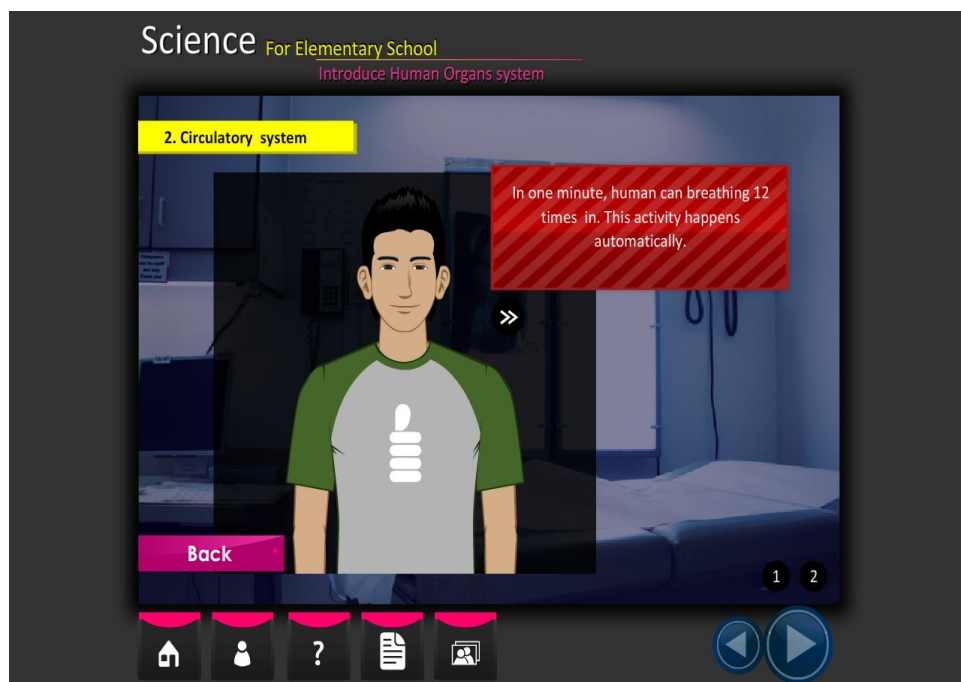 Science For Elementary School
Introduce Human Organs system
2. Circulatory system
In one minute, human can breathing 12
times in. This activity happens
automatically.
Back
1 2
?